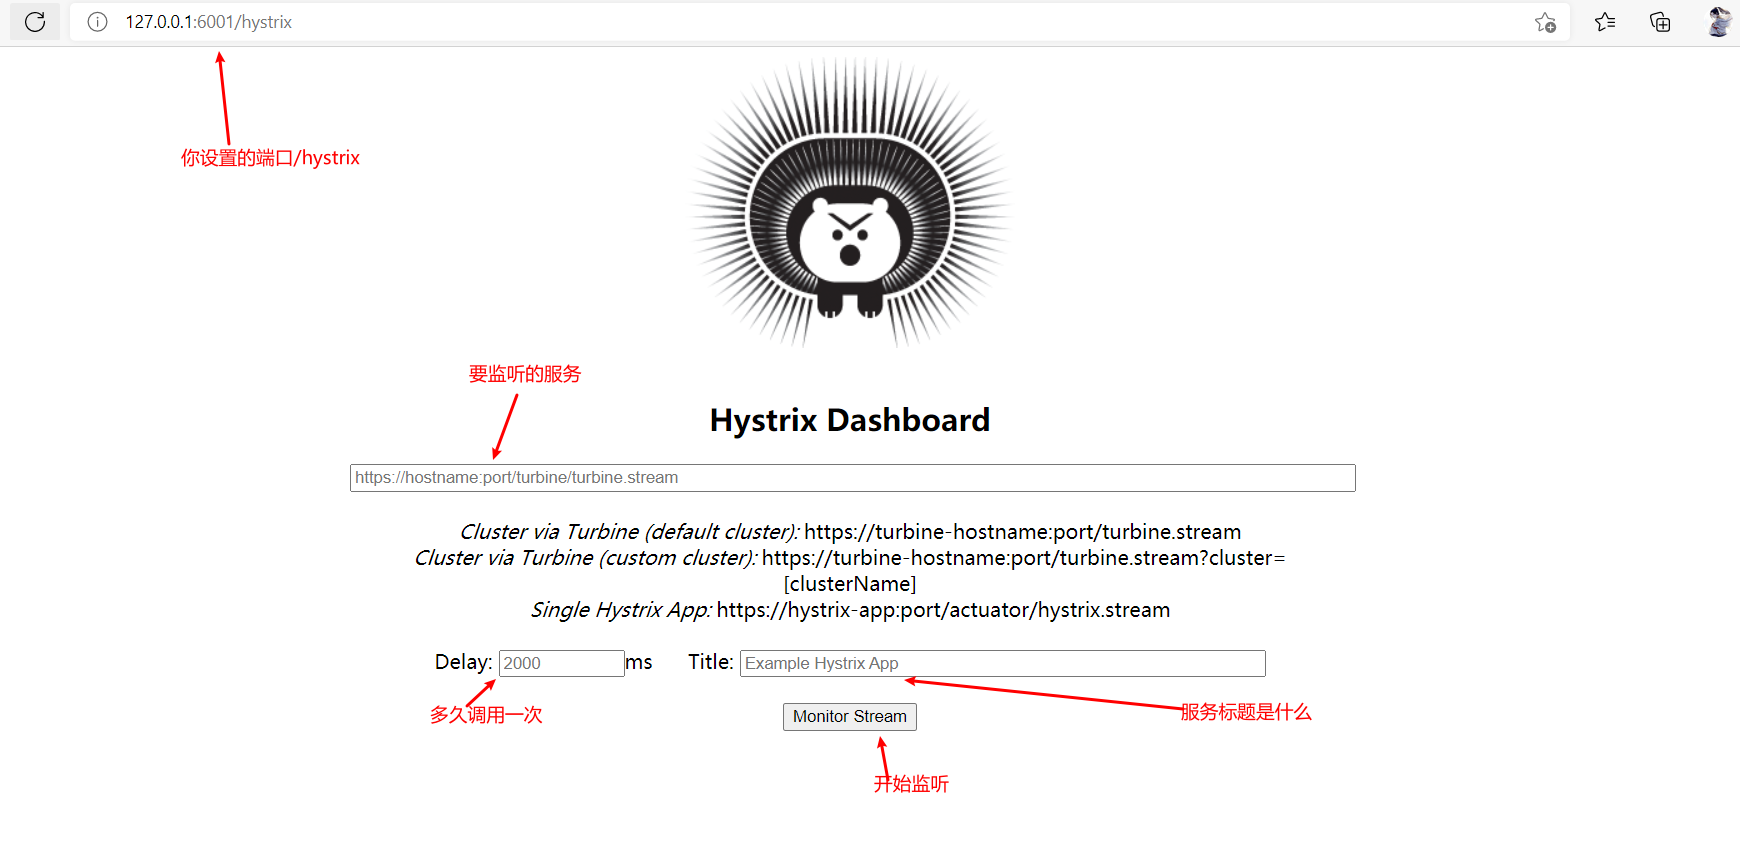 127.0.0.1:6001/hystrix
你设置的端口/hystrix
要监听的服务
Hystrix Dashboard
https://hostname:port/turbine/turbine.stream
Cluster via Turbine (default cluster): https://turbine-hostname:port/turbine.stream
Cluster via Turbine (custom cluster): https://turbine-hostname:port/turbine.stream?cluster=
[clusterName]
Single Hystrix App: https://hystrix-app:port/actuator/hystrix.stream
Delay: 2000 ms Title: Example Hystrix App
多久调用一次
Monitor Stream
服务标题是什么
开始监听